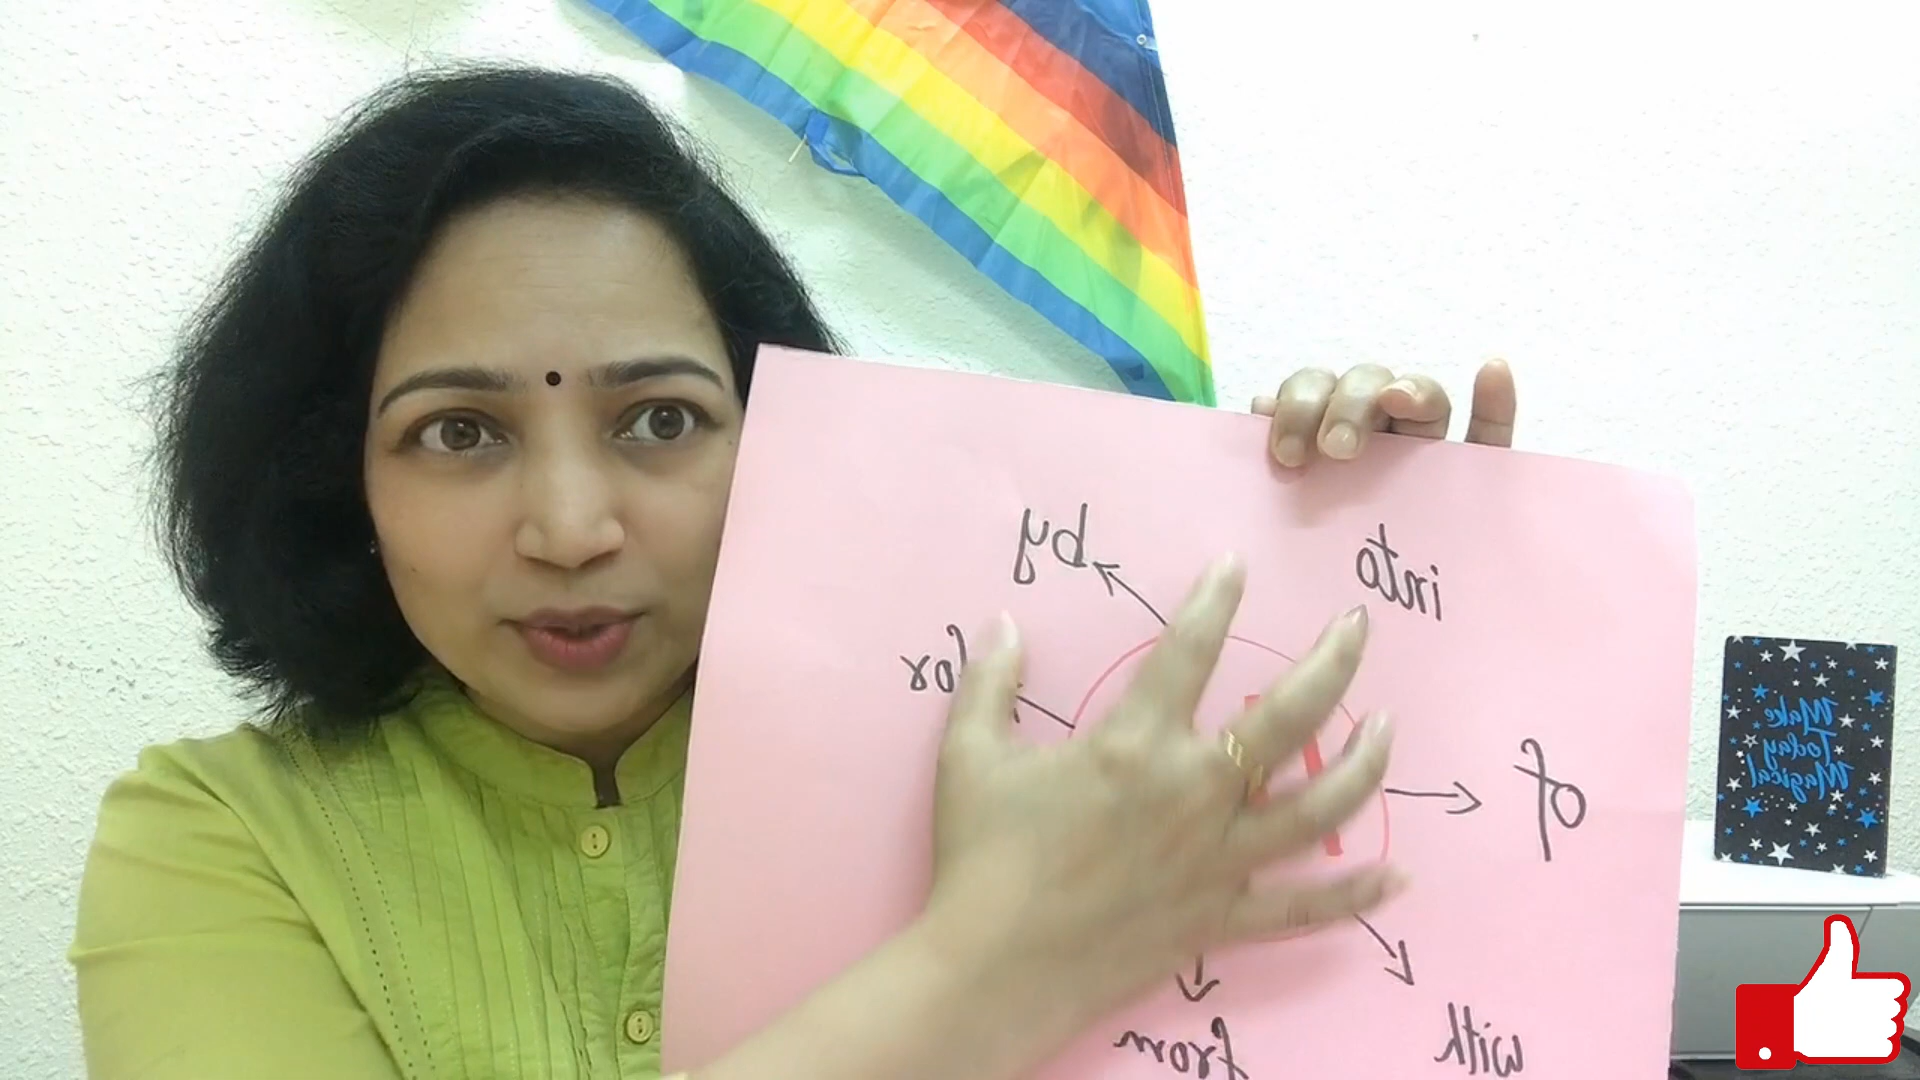 by
into
for
of
from
with
Make
Today
Magical